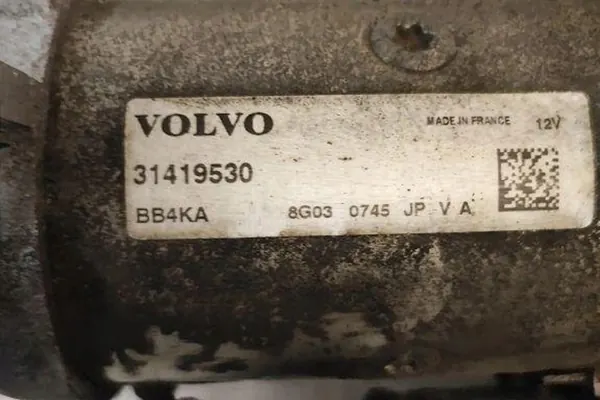 VOLVO MADE IN FRANCE 12V
31419530
BB4KA 8G03 0745 JP V A